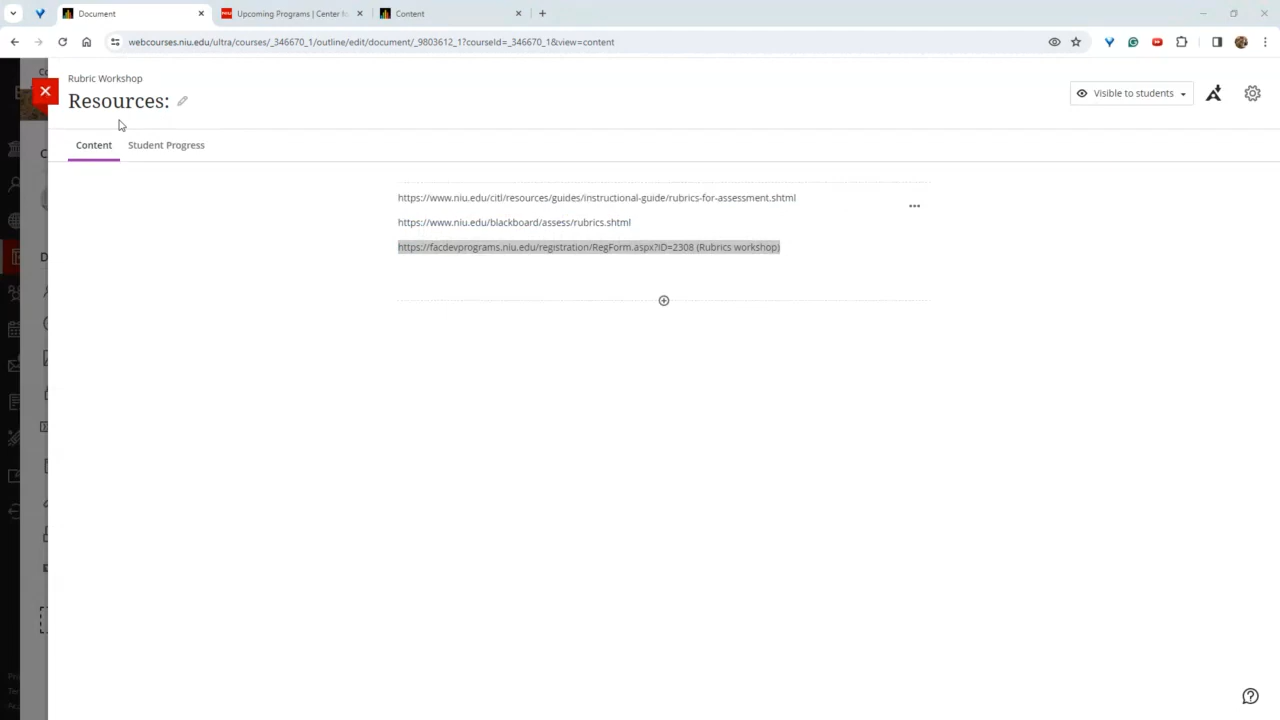 Document
Upcoming Programs | Center fo
Content
webcourses.niu.edu/ultra/courses/_346670_1/outline/edit/document/_9803612_1?courseId=_346670_1&view=content
Rubric Workshop
Resources:
Visible to students
Content
Student Progress
https://www.niu.edu/citl/resources/guides/instructional-guide/rubrics-for-assessment.shtml
https://www.niu.edu/blackboard/assess/rubrics.shtml
https://facdevprograms.niu.edu/registration/RegForm.aspx?ID=2308 (Rubrics workshop)